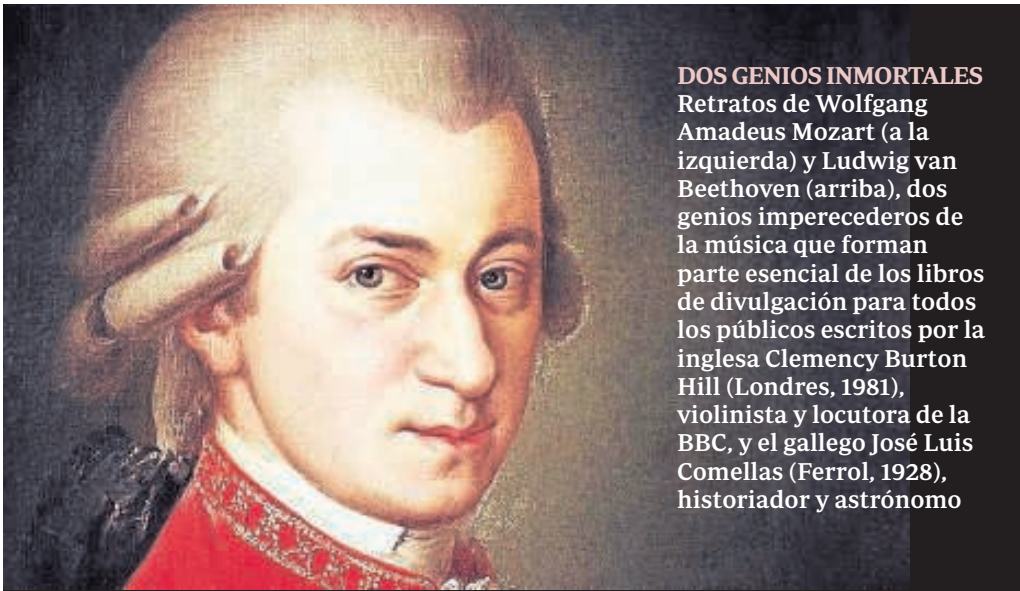 DOS GENIOS INMORTALES
Retratos de Wolfgang
Amadeus Mozart (a la
izquierda) y Ludwig van
Beethoven (arriba), dos
genios imperecederos de
la música que forman
parte esencial de los libros
de divulgación para todos
los públicos escritos por la
inglesa Clemency Burton
Hill (Londres, 1981),
violinista y locutora de la
BBC, y el gallego José Luis
Comellas (Ferrol, 1928),
historiador y astrónomo